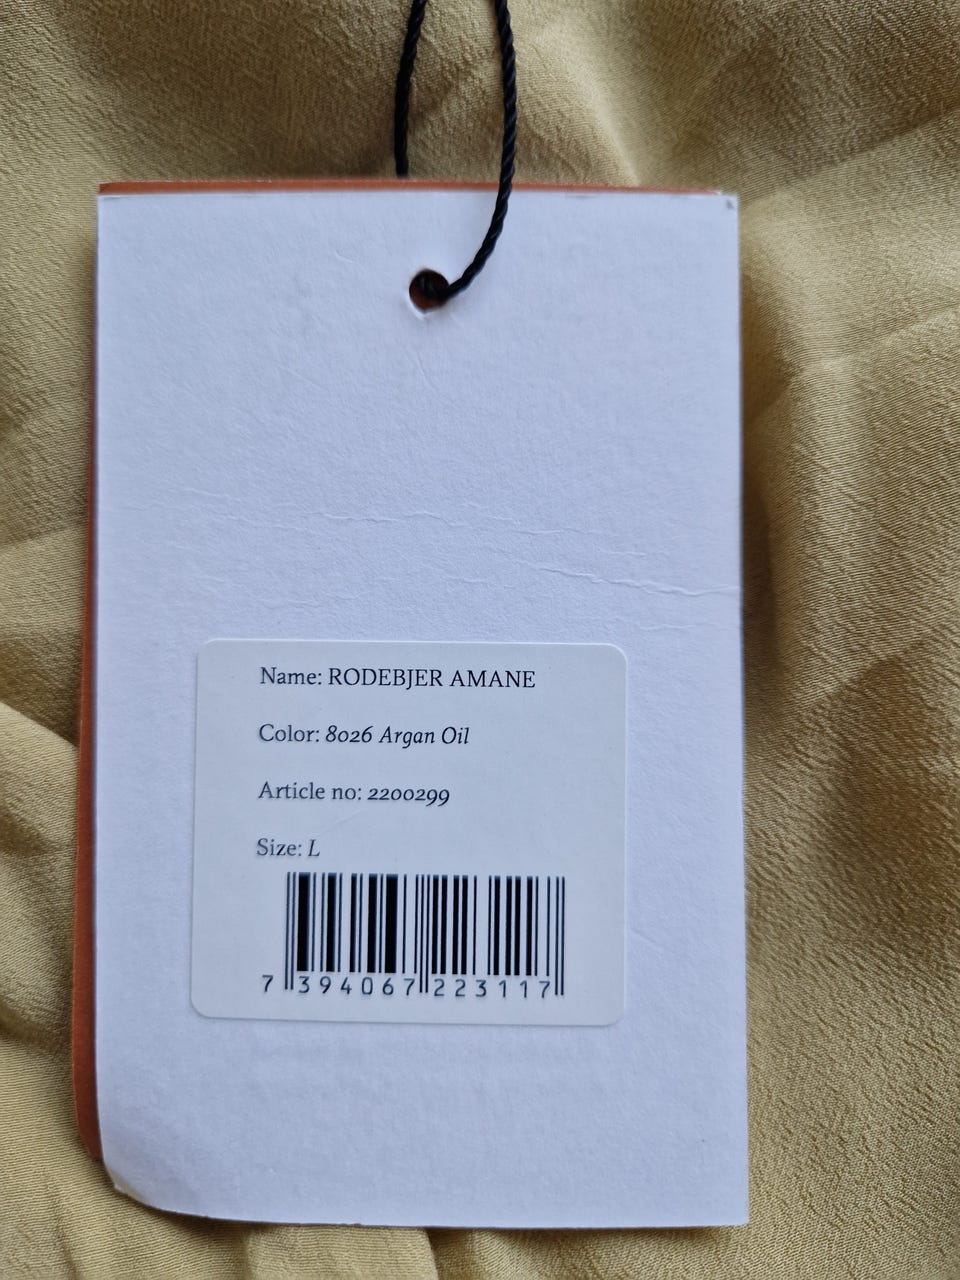 Name: RODEBJER AMANE
Color: 8026 Argan Oil
Article no: 2200299
Size: L
7 394067 223117